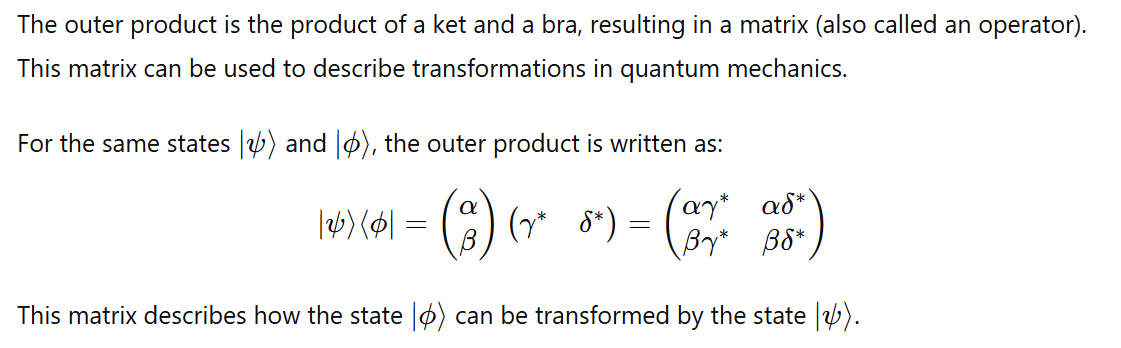 The outer product is the product of a ket and a bra, resulting in a matrix (also called an operator).
This matrix can be used to describe transformations in quantum mechanics.
For the same states |ψ⟩ and |ϕ⟩, the outer product is written as:
|ψ⟩⟨ϕ| = (α β) (γ* δ*) = (αγ* αδ* βγ* βδ*)
This matrix describes how the state |ϕ⟩ can be transformed by the state |ψ⟩.